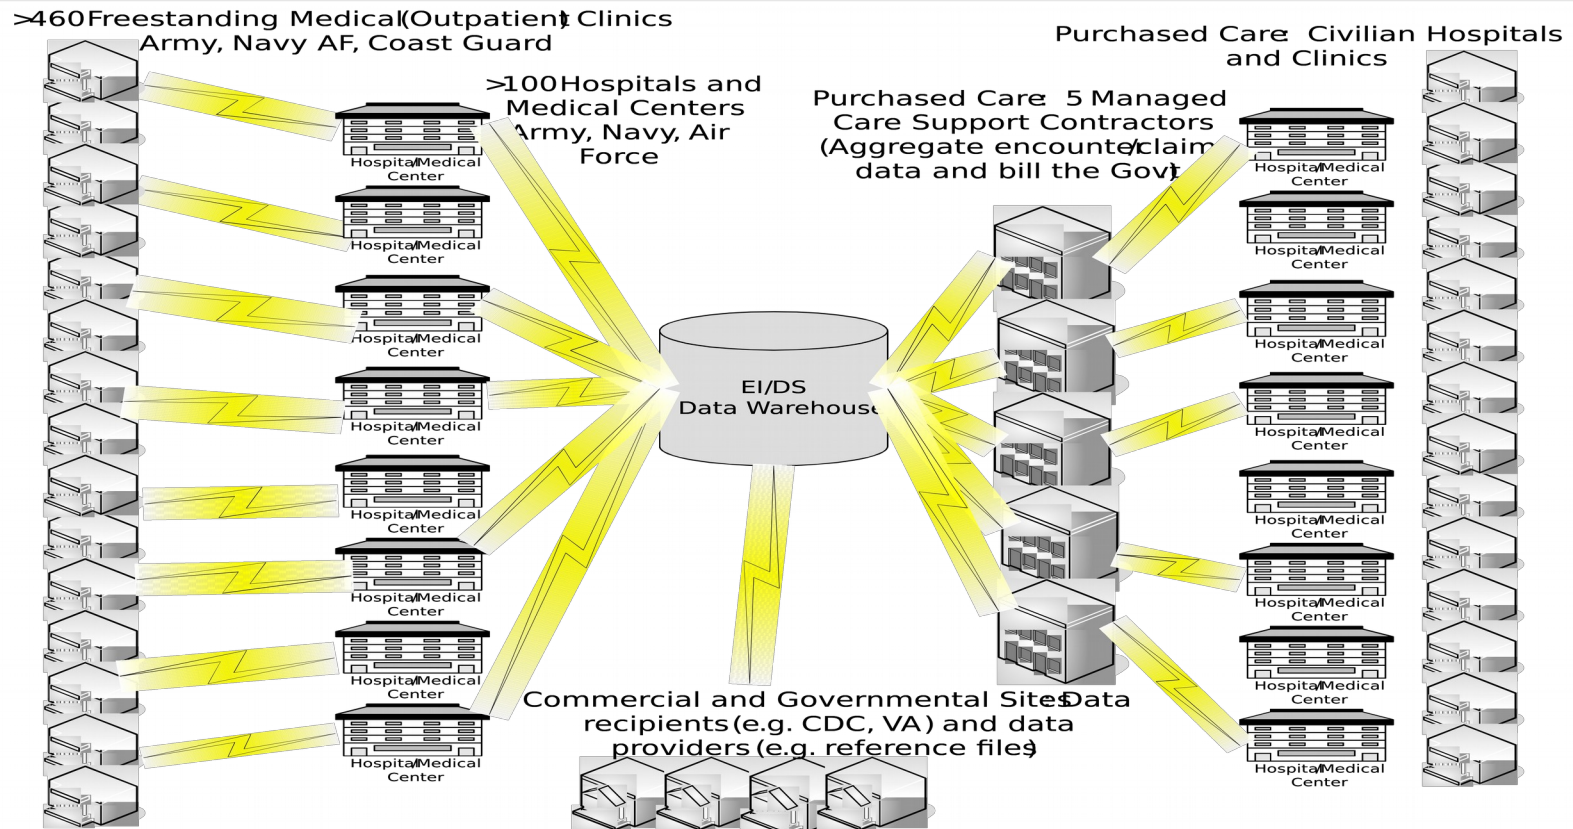 >460 Freestanding Medical (Outpatient) Clinics
Army, Navy AF, Coast Guard
>100 Hospitals and
Medical Centers
Army, Navy, Air
Force
Purchased Care: 5 Managed
Care Support Contractors
(Aggregate encounter/claim
data and bill the Govt)
Purchased Care: Civilian Hospitals
and Clinics
Hospital/Medical
Center
Hospital/Medical
Center
Hospital/Medical
Center
Hospital/Medical
Center
Hospital/Medical
Center
Hospital/Medical
Center
Hospital/Medical
Center
Hospital/Medical
Center
EI/DS
Data Warehouse
Hospital/Medical
Center
Hospital/Medical
Center
Hospital/Medical
Center
Hospital/Medical
Center
Hospital/Medical
Center
Hospital/Medical
Center
Hospital/Medical
Center
Hospital/Medical
Center
Commercial and Governmental Sites: Data
recipients (e.g. CDC, VA) and data
providers (e.g. reference files)